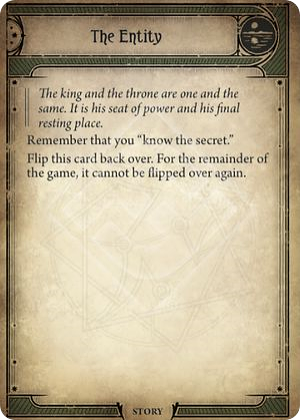 The Entity
The king and the throne are one and the
same. It is his seat of power and his final
resting place.
Remember that you “know the secret.”
Flip this card back over. For the remainder of
the game, it cannot be flipped over again.
STORY